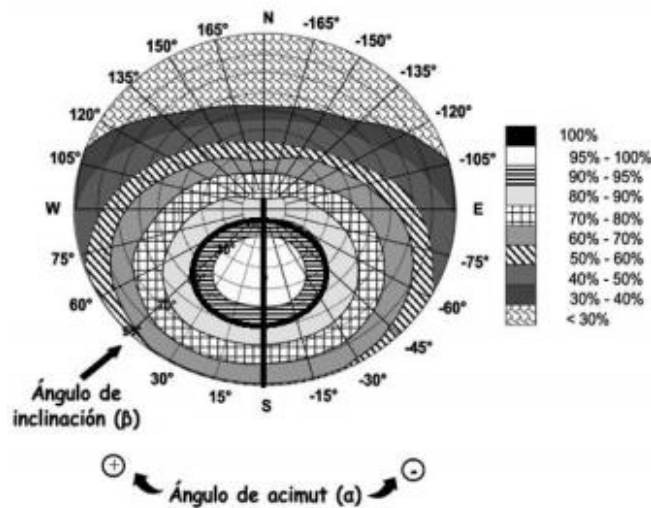 N
165° -165°
150° -150°
135° -135°
120° -120°
105° -105°
W E
75° -75°
60° -60°
-45°
30° -30°
15° -15°
S
100%
95% - 100%
90% - 95%
80% - 90%
70% - 80%
60% - 70%
50% - 60%
40% - 50%
30% - 40%
< 30%
Ángulo de
inclinación (β)
+ Ángulo de acimut (α) -